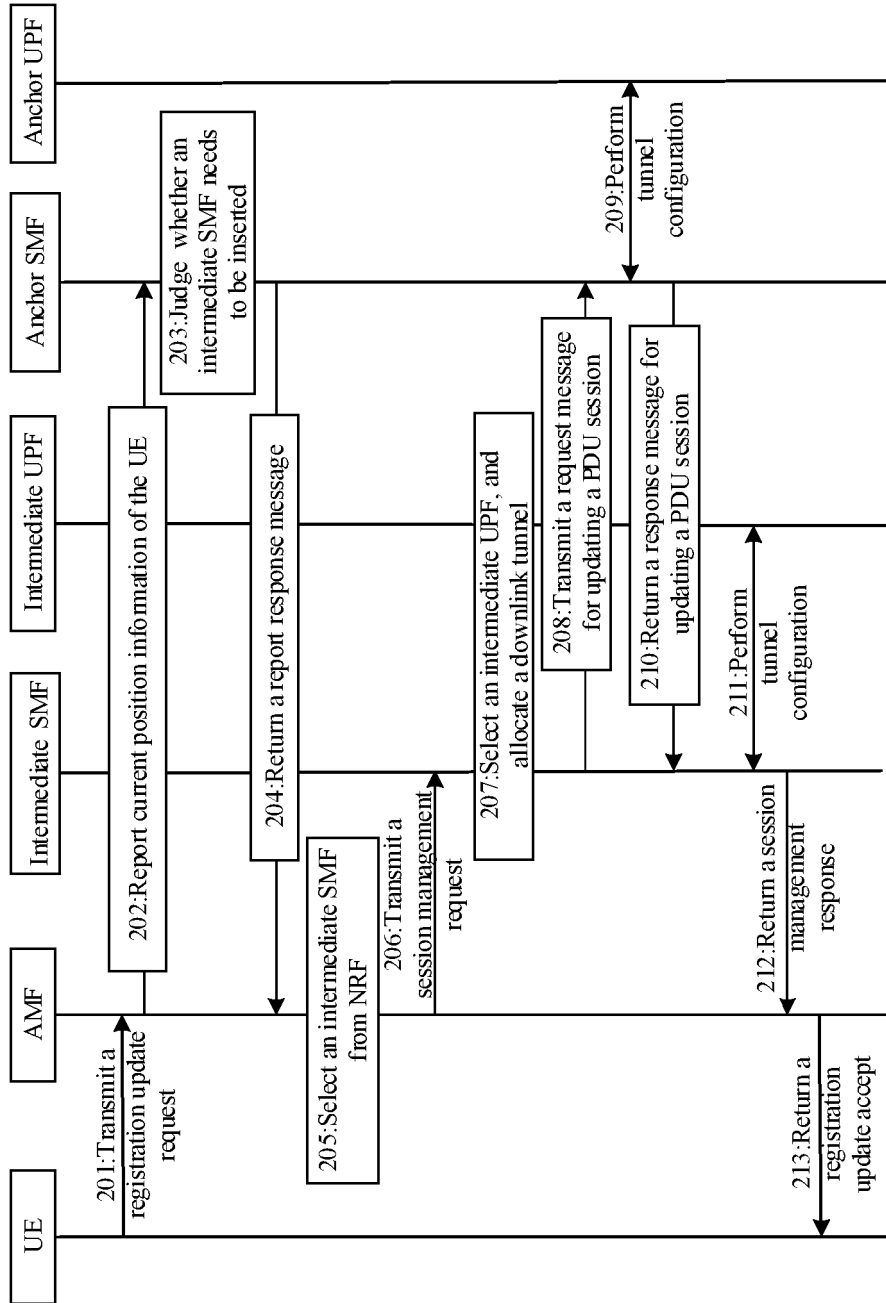 UE
AMF
Intermediate SMF
Intermediate UPF
Anchor SMF
Anchor UPF
201:Transmit a
registration update
request
202:Report current position information of the UE
203:Judge whether an
intermediate SMF needs
to be inserted
204:Return a report response message
205:Select an intermediate SMF
from NRF
206:Transmit a
session management
request
207:Select an intermediate UPF, and
allocate a downlink tunnel
208:Transmit a request message
for updating a PDU session
209:Perform
tunnel
configuration
210:Return a response message for
updating a PDU session
211:Perform
tunnel
configuration
212:Return a session
management
response
213:Return a
registration
update accept